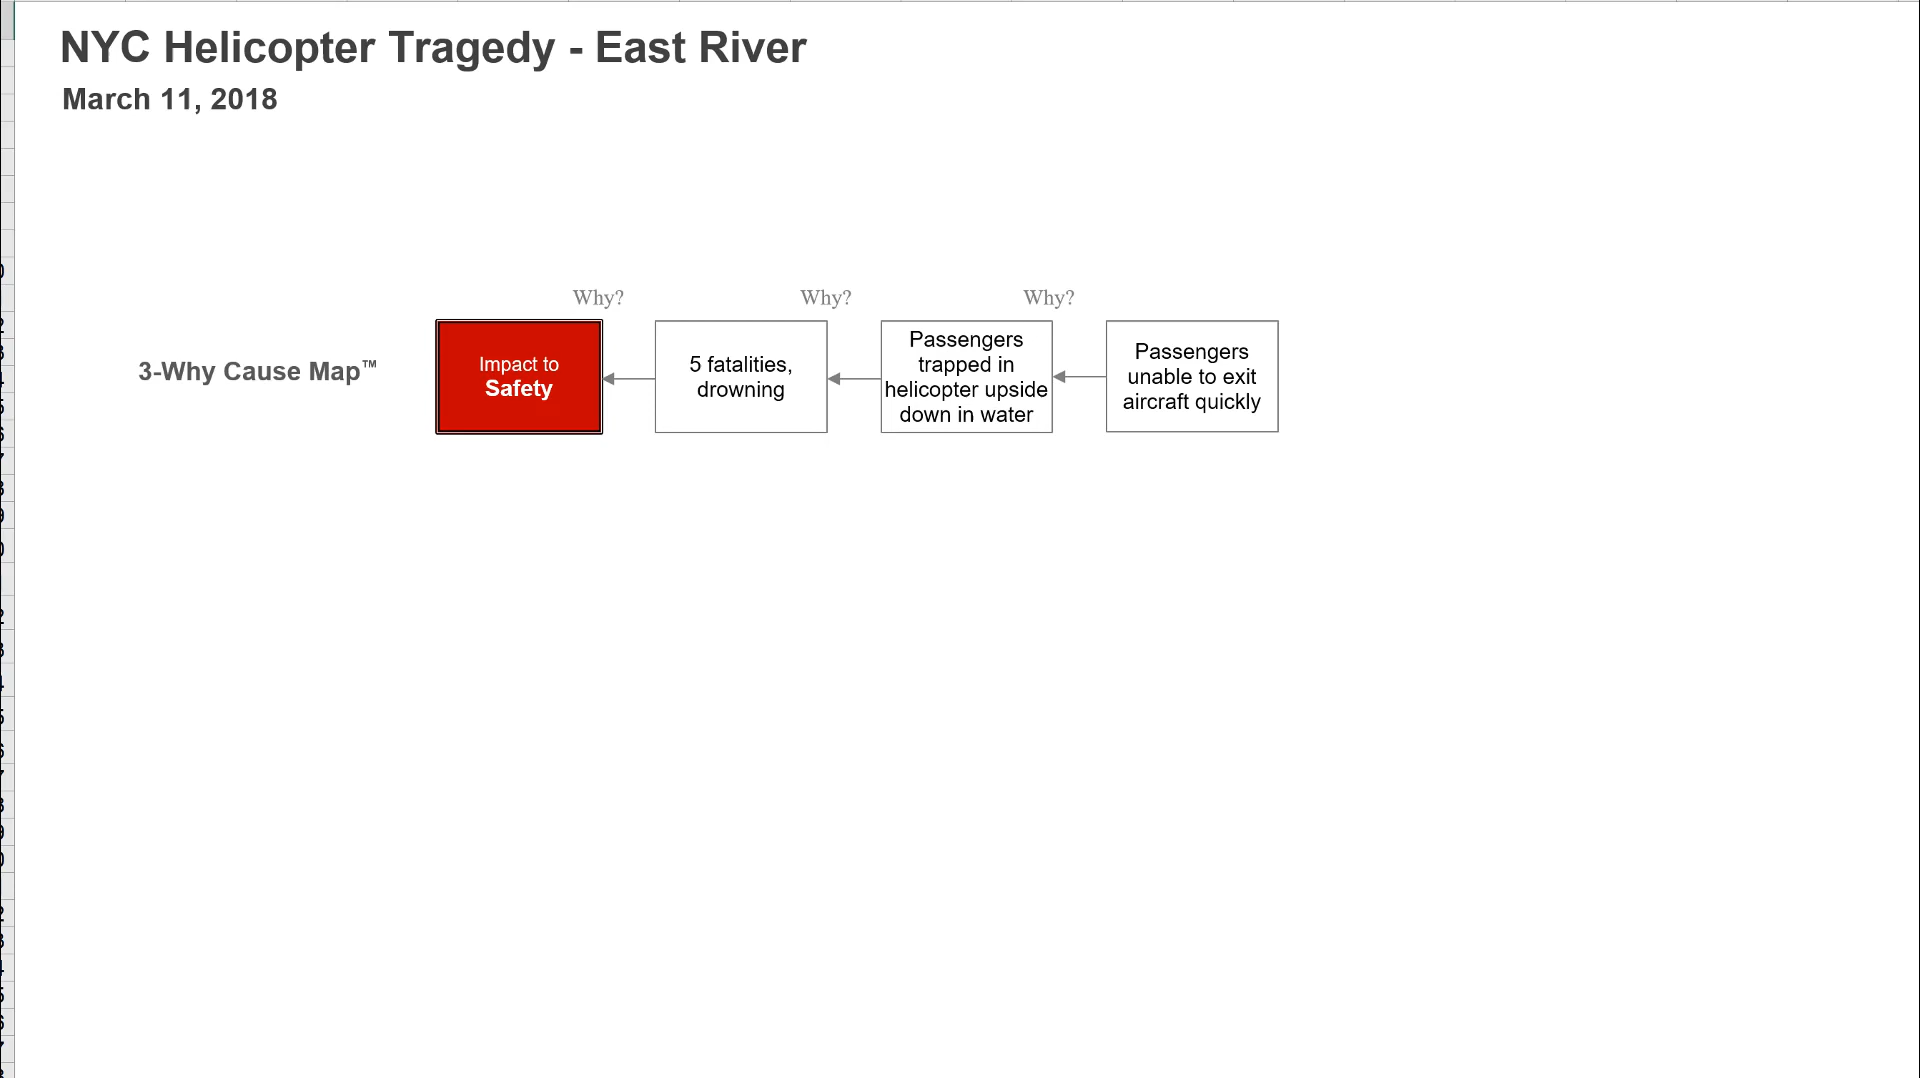 NYC Helicopter Tragedy - East River
March 11, 2018
Why?
Why?
Why?
3-Why Cause Map™
Impact to
Safety
5 fatalities,
drowning
Passengers
trapped in
helicopter upside
down in water
Passengers
unable to exit
aircraft quickly